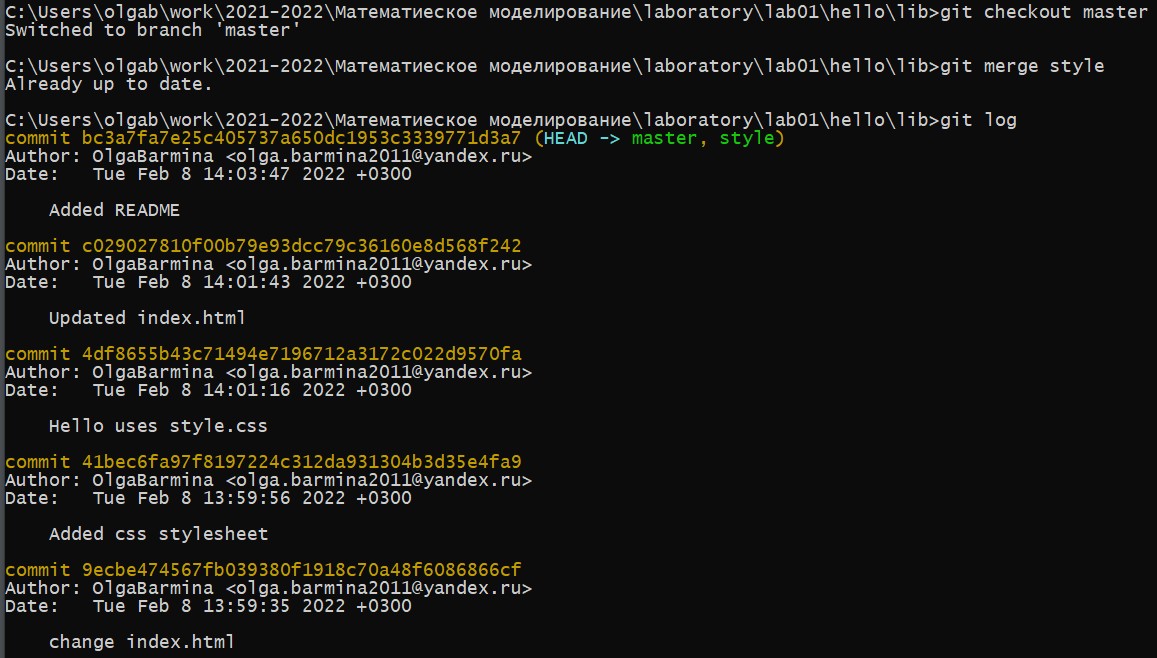 C:\Users\olgab\work\2021-2022\Математиеское моделирование\laboratory\lab01\hello\lib>git checkout master
Switched to branch 'master'
C:\Users\olgab\work\2021-2022\Математиеское моделирование\laboratory\lab01\hello\lib>git merge style
Already up to date.
C:\Users\olgab\work\2021-2022\Математиеское моделирование\laboratory\lab01\hello\lib>git log
commit bc3a7fa7e25c405737a650dc1953c3339771d3a7 (HEAD -> master, style)
Author: OlgaBarmina <olga.barmina2011@yandex.ru>
Date:   Tue Feb 8 14:03:47 2022 +0300
    Added README
commit c029027810f00b79e93dcc79c36160e8d568f242
Author: OlgaBarmina <olga.barmina2011@yandex.ru>
Date:   Tue Feb 8 14:01:43 2022 +0300
    Updated index.html
commit 4df8655b43c71494e7196712a3172c022d9570fa
Author: OlgaBarmina <olga.barmina2011@yandex.ru>
Date:   Tue Feb 8 14:01:16 2022 +0300
    Hello uses style.css
commit 41bec6fa97f8197224c312da931304b3d35e4fa9
Author: OlgaBarmina <olga.barmina2011@yandex.ru>
Date:   Tue Feb 8 13:59:56 2022 +0300
    Added css stylesheet
commit 9ecbe474567fb039380f1918c70a48f6086866cf
Author: OlgaBarmina <olga.barmina2011@yandex.ru>
Date:   Tue Feb 8 13:59:35 2022 +0300
    change index.html